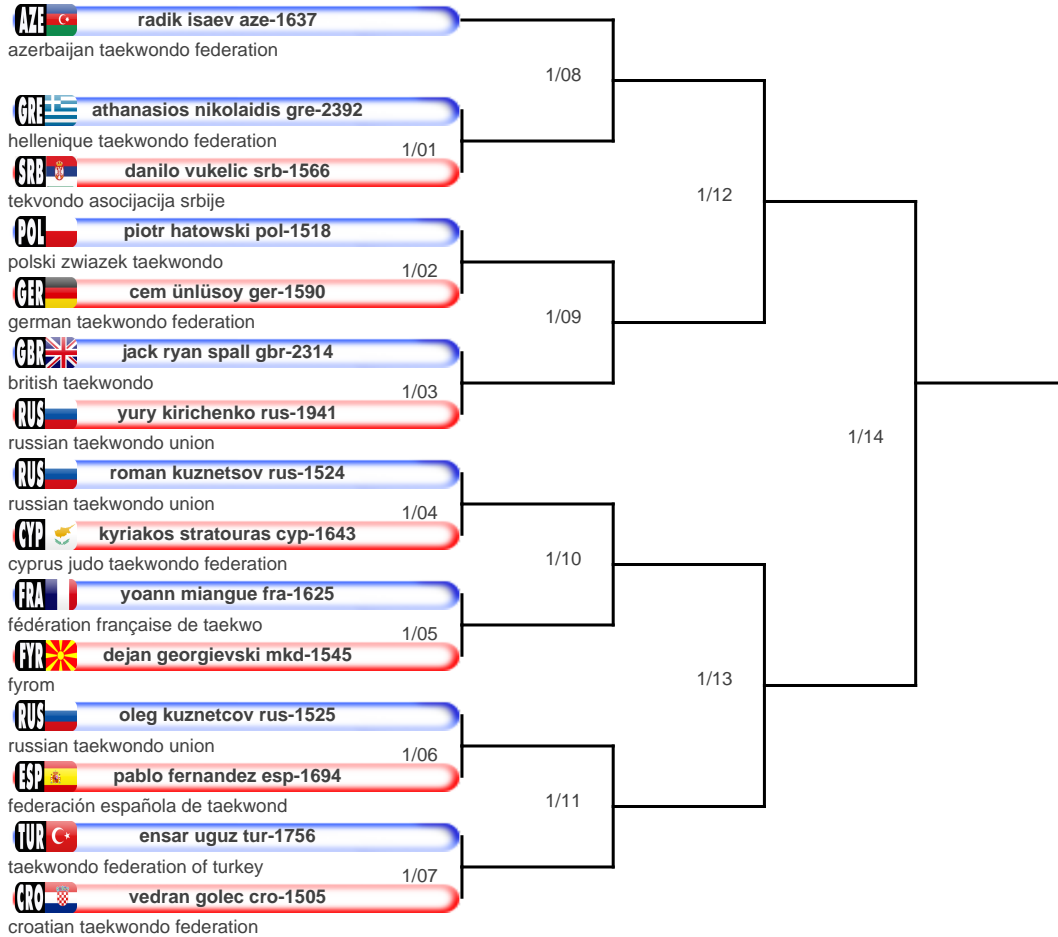 AZE radik isaev aze-1637
azerbaijan taekwondo federation
1/08
GRE athanasios nikolaidis gre-2392
hellenique taekwondo federation
1/01
SRB danilo vukelic srb-1566
tekvondo asocijacija srbije
1/12
POL piotr hatowski pol-1518
polski zwiazek taekwondo
1/02
GER cem ünlüsoy ger-1590
german taekwondo federation
1/09
GBR jack ryan spall gbr-2314
british taekwondo
1/03
RUS yury kirichenko rus-1941
russian taekwondo union
1/14
RUS roman kuznetsov rus-1524
russian taekwondo union
1/04
CYP kyriakos stratouras cyp-1643
cyprus judo taekwondo federation
1/10
FRA yoann miangue fra-1625
fédération française de taekwo
1/05
FYR dejan georgievski mkd-1545
fyrom
1/13
RUS oleg kuznetcov rus-1525
russian taekwondo union
1/06
ESP pablo fernandez esp-1694
federación española de taekwond
1/11
TUR ensar uguz tur-1756
taekwondo federation of turkey
1/07
CRO vedran golec cro-1505
croatian taekwondo federation